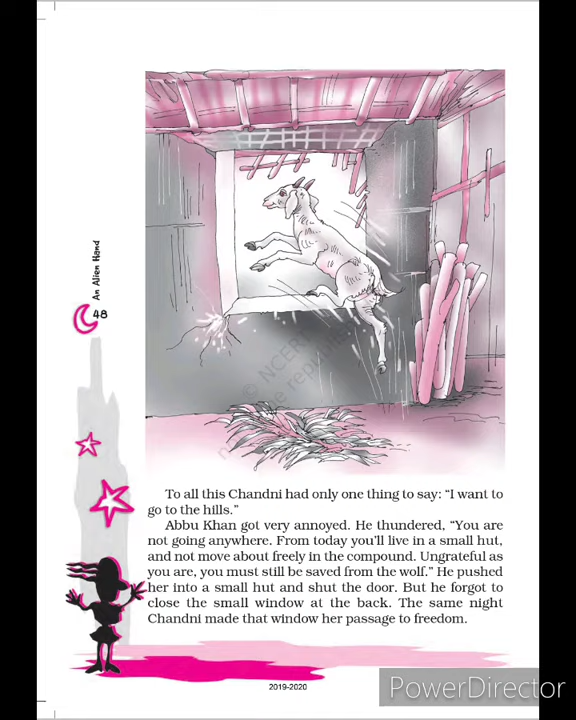 An Alien Hand
48
To all this Chandni had only one thing to say: “I want to
go to the hills.”
Abbu Khan got very annoyed. He thundered, “You are
not going anywhere. From today you’ll live in a small hut,
and not move about freely in the compound. Ungrateful as
you are, you must still be saved from the wolf.” He pushed
her into a small hut and shut the door. But he forgot to
close the small window at the back. The same night
Chandni made that window her passage to freedom.
2019-2020
PowerDirector
© NCERT